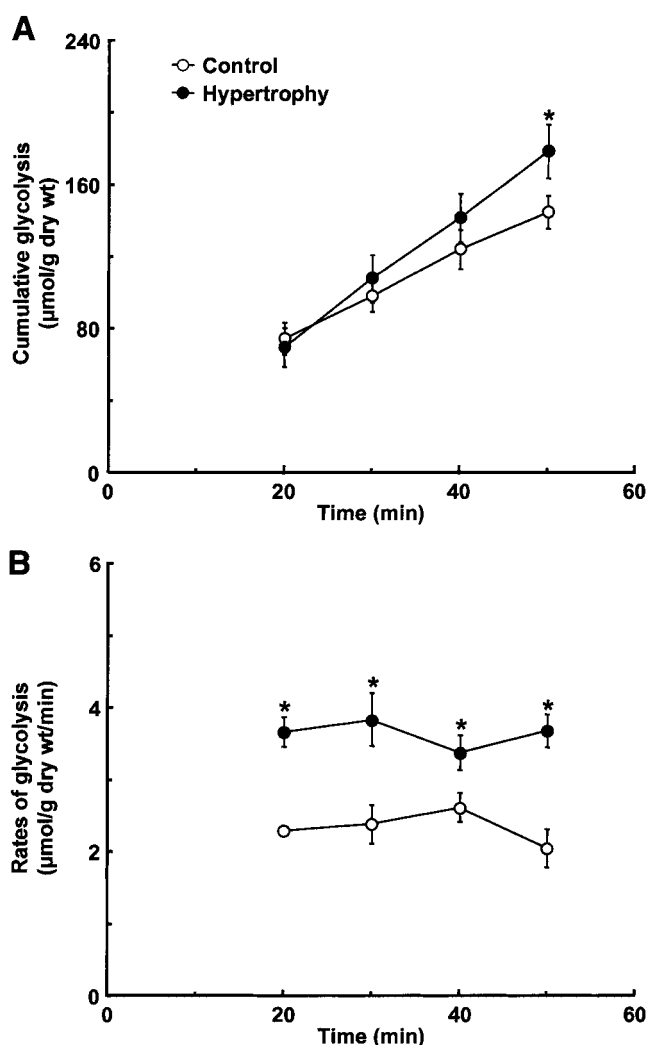 A
Cumulative glycolysis
(µmol/g dry wt)
240
160
80
0
Control
Hypertrophy
*
0
20
40
60
Time (min)
B
Rates of glycolysis
(µmol/g dry wt/min)
6
4
2
0
* * * *
0
20
40
60
Time (min)